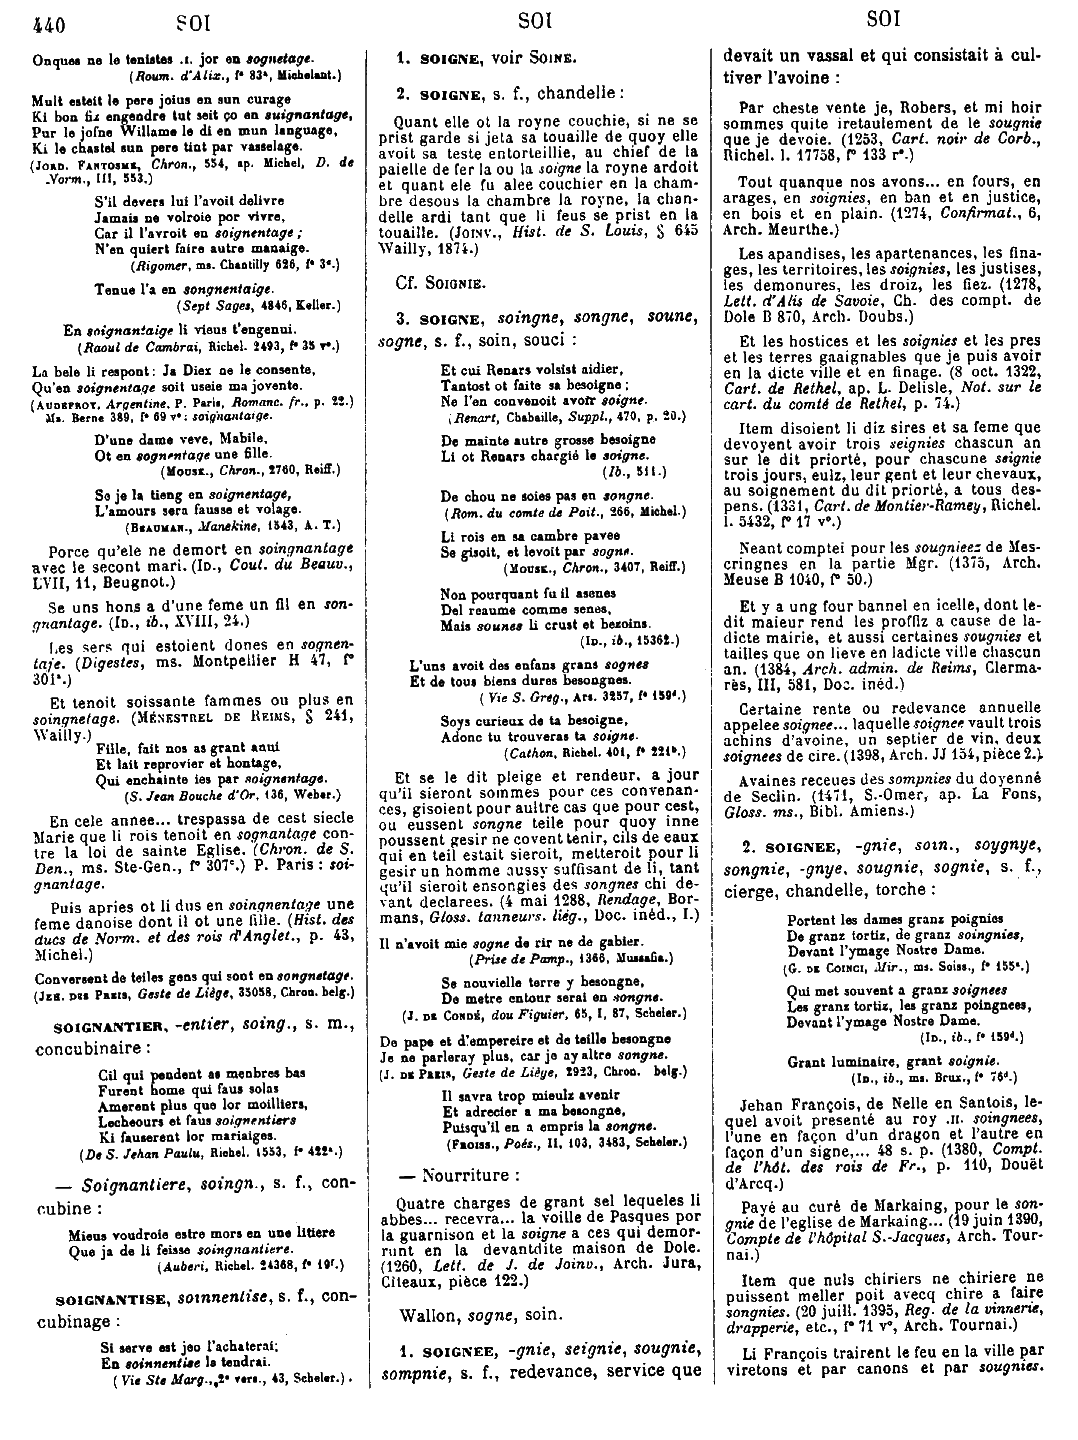 440 SOI SOI SOI
Onques ne le tenistes .I. jor en sognetage.
(Roum. d'Alix., f° 83ª, Michelant.)
Mult esteit le pere joius en sun curage
Ki bon fiz engendre tut seit ço en suignantage,
Pur le jofne Willame le di en mun language,
Ki le chastel sun pere tint par vasselage.
(JORD. FANTOSME, Chron., 554, ap. Michel, D. de
Norm., III, 553.)
S'il devers lui l'avoit delivre
Jamais ne volroie por vivre,
Car il l'avroit en soignentage ;
N'en quiert faire autre manaige.
(Rigomer, ms. Chantilly 626, f° 3ᵉ.)
Tenue l'a en songnentaige.
(Sept Sages, 4846, Keller.)
En soignantaige li vieus t'engenui.
(Raoul de Cambrai, Richel. 2493, f° 35 v°.)
La bele li respont : Ja Diex ne le consente,
Qu'en soignentage soit useie ma jovente.
(AUDEFROY, Argentine, P. Paris, Romanc. fr., p. 22.)
Ms. Berne 389, f° 69 v° : soignantaige.
D'une dame veve, Mabile,
Ot en sognentage une fille.
(MOUSK., Chron., 2760, Reiff.)
Se je la tieng en soignentage,
L'amours sera fausse et volage.
(BEAUMAN., Manekine, 1543, A. T.)
Porce qu'ele ne demort en soingnantage
avec le secont mari. (ID., Cout. du Beauv.,
LVII, 11, Beugnot.)
Se uns hons a d'une feme un fil en son-
gnantage. (ID., ib., XVIII, 24.)
Les sers qui estoient dones en sognen-
taje. (Digestes, ms. Montpellier H 47, f°
301ª.)
Et tenoit soissante fammes ou plus en
soingnetage. (MÉNESTREL DE REIMS, § 241,
Wailly.)
Fille, fait nos as grant anui
Et lait reprovier et hontage,
Qui enchainte ies par soignentage.
(S. Jean Bouche d'Or, 136, Weber.)
En cele annee... trespassa de cest siecle
Marie que li rois tenoit en sognantage con-
tre la loi de sainte Eglise. (Chron. de S.
Den., ms. Ste-Gen., f° 307ᶜ.) P. Paris : soi-
gnantage.
Puis apries ot li dus en soingnentage une
feme danoise dont il ot une fille. (Hist. des
ducs de Norm. et des rois d'Anglet., p. 43,
Michel.)
Conversent de teiles gens qui sont en songnetage.
(JEH. DES PREIS, Geste de Liége, 35058, Chron. belg.)
SOIGNANTIER, -entier, soing., s. m.,
concubinaire :
Cil qui pendent as menbres bas
Furent home qui faus solas
Amerent plus que lor moilliers,
Lecheours et faus soignentiers
Ki fauserent lor mariaiges.
(De S. Jehan Paulu, Richel. 1553, f° 422ª.)
— Soignantiere, soingn., s. f., con-
cubine :
Mieus voudroie estre mors en une litiere
Que ja de li feisse soingnantiere.
(Auberi, Richel. 24368, f° 19ᶠ.)
SOIGNANTISE, soinnentise, s. f., con-
cubinage :
Si serve est jeo l'achaterai ;
En soinnentise la tendrai.
(Vie Ste Marg., 2° vers., 43, Scheler.)
1. SOIGNE, voir SOINE.
2. SOIGNE, s. f., chandelle :
Quant elle ot la royne couchie, si ne se
prist garde si jeta sa touaille de quoy elle
avoit sa teste entorteillie, au chief de la
paielle de fer la ou la soigne la royne ardoit
et quant ele fu alee couchier en la cham-
bre desous la chambre la royne, la chan-
delle ardi tant que li feus se prist en la
touaille. (JOINV., Hist. de S. Louis, § 645
Wailly, 1874.)
Cf. SOIGNIE.
3. SOIGNE, soingne, songne, soune,
sogne, s. f., soin, souci :
Et cui Renars volsist aidier,
Tantost ot faite sa besoigne ;
Ne l'en convenoit avoir soigne.
(Renart, Chabaille, Suppl., 470, p. 20.)
De mainte autre grosse besoigne
Li ot Renars chargié le soigne.
(Ib., 511.)
De chou ne soies pas en songne.
(Rom. du comte de Poit., 266, Michel.)
Li rois en sa cambre pavee
Se gisoit, et levoit par sogne.
(MOUSK., Chron., 3407, Reiff.)
Non pourquant fu il asenes
Del reaume comme senes,
Mais sounes li crust et besoins.
(ID., ib., 15362.)
L'uns avoit des enfans grans sognes
Et de tous biens dures besongnes.
(Vie S. Greg., Ars. 3257, f° 159ᵈ.)
Soys curieux de ta besoigne,
Adonc tu trouveras ta soigne.
(Cathon, Richel. 401, f° 221ᵇ.)
Et se le dit pleige et rendeur, a jour
qu'il sieront sommes pour ces convenan-
ces, gisoient pour aultre cas que pour cest,
ou eussent songne teile pour quoy inne
poussent gesir ne covent tenir, cils de eaux
qui en teil estait sieroit, metteroit pour li
gesir un homme aussy suffisant de li, tant
qu'il sieroit ensongies des songnes chi de-
vant declarees. (4 mai 1288, Rendage, Bor-
mans, Gloss. tanneurs. liég., Doc. inéd., I.)
Il n'avoit mie sogne de rir ne de gabier.
(Prise de Pamp., 1366, Mussafia.)
Se nouvielle terre y besongne,
De metre entour serai en songne.
(J. DE CONDÉ, dou Figuier, 65, I, 87, Scheler.)
De pape et d'empereire et de teille besongne
Je ne parleray plus, car je ay altre songne.
(J. DE PREIS, Geste de Liége, 2923, Chron. belg.)
Il savra trop mieulz avenir
Et adrecier a ma besongne,
Puisqu'il en a empris la songne.
(FROISS., Poés., II, 103, 3483, Scheler.)
— Nourriture :
Quatre charges de grant sel lequeles li
abbes... recevra... la voille de Pasques por
la guarnison et la soigne a ces qui demor-
runt en la devantdite maison de Dole.
(1260, Lett. de J. de Joinv., Arch. Jura,
Citeaux, pièce 122.)
Wallon, sogne, soin.
1. SOIGNEE, -gnie, seignie, sougnie,
sompnie, s. f., redevance, service que
devait un vassal et qui consistait à cul-
tiver l'avoine :
Par cheste vente je, Robers, et mi hoir
sommes quite iretaulement de le sougnie
que je devoie. (1253, Cart. noir de Corb.,
Richel. l. 17758, f° 133 r°.)
Tout quanque nos avons... en fours, en
arages, en soignies, en ban et en justice,
en bois et en plain. (1274, Confirmat., 6,
Arch. Meurthe.)
Les apandises, les apartenances, les fina-
ges, les territoires, les soignies, les justises,
les demonures, les droiz, les fiez. (1278,
Lett. d'Alis de Savoie, Ch. des compt. de
Dole B 870, Arch. Doubs.)
Et les hostices et les soignies et les pres
et les terres gaaignables que je puis avoir
en la dicte ville et en finage. (8 oct. 1322,
Cart. de Rethel, ap. L. Delisle, Not. sur le
cart. du comté de Rethel, p. 74.)
Item disoient li diz sires et sa feme que
devoyent avoir trois seignies chascun an
sur le dit priorté, pour chascune seignie
trois jours, eulz, leur gent et leur chevaux,
au soignement du dit priorté, a tous des-
pens. (1331, Cart. de Montier-Ramey, Richel.
l. 5432, f° 17 v°.)
Neant comptei pour les sougnieez de Mes-
cringnes en la partie Mgr. (1375, Arch.
Meuse B 1040, f° 50.)
Et y a ung four bannel en icelle, dont le-
dit maieur rend les proffiz a cause de la-
dicte mairie, et aussi certaines sougnies et
tailles que on lieve en ladicte ville chascun
an. (1384, Arch. admin. de Reims, Clerma-
rès, III, 581, Doc. inéd.)
Certaine rente ou redevance annuelle
appelee soignee... laquelle soignee vault trois
achins d'avoine, un septier de vin, deux
soignees de cire. (1398, Arch. JJ 154, pièce 2.)
Avaines receues des sompnies du doyenné
de Seclin. (1471, S.-Omer, ap. La Fons,
Gloss. ms., Bibl. Amiens.)
2. SOIGNEE, -gnie, soin., soygnye,
songnie, -gnye, sougnie, sognie, s. f.,
cierge, chandelle, torche :
Portent les dames granz poignies
De granz tortiz, de granz soingnies,
Devant l'ymage Nostre Dame.
(G. DE COINCI, Mir., ms. Soiss., f° 155ª.)
Qui met souvent a granz soignees
Les granz tortiz, les granz poingnees,
Devant l'ymage Nostre Dame.
(ID., ib., f° 159ᵈ.)
Grant luminaire, grant soignie.
(ID., ib., ms. Brux., f° 76ᵈ.)
Jehan François, de Nelle en Santois, le-
quel avoit presenté au roy .II. soingnees,
l'une en façon d'un dragon et l'autre en
façon d'un signe,... 48 s. p. (1380, Compt.
de l'hôt. des rois de Fr., p. 110, Douët
d'Arcq.)
Payé au curé de Markaing, pour le son-
gnie de l'eglise de Markaing... (19 juin 1390,
Compte de l'hôpital S.-Jacques, Arch. Tour-
nai.)
Item que nuls chiriers ne chiriere ne
puissent meller poit avecq chire a faire
songnies. (20 juill. 1395, Reg. de la vinnerie,
drapperie, etc., f° 71 v°, Arch. Tournai.)
Li François trairent le feu en la ville par
viretons et par canons et par sougnies.